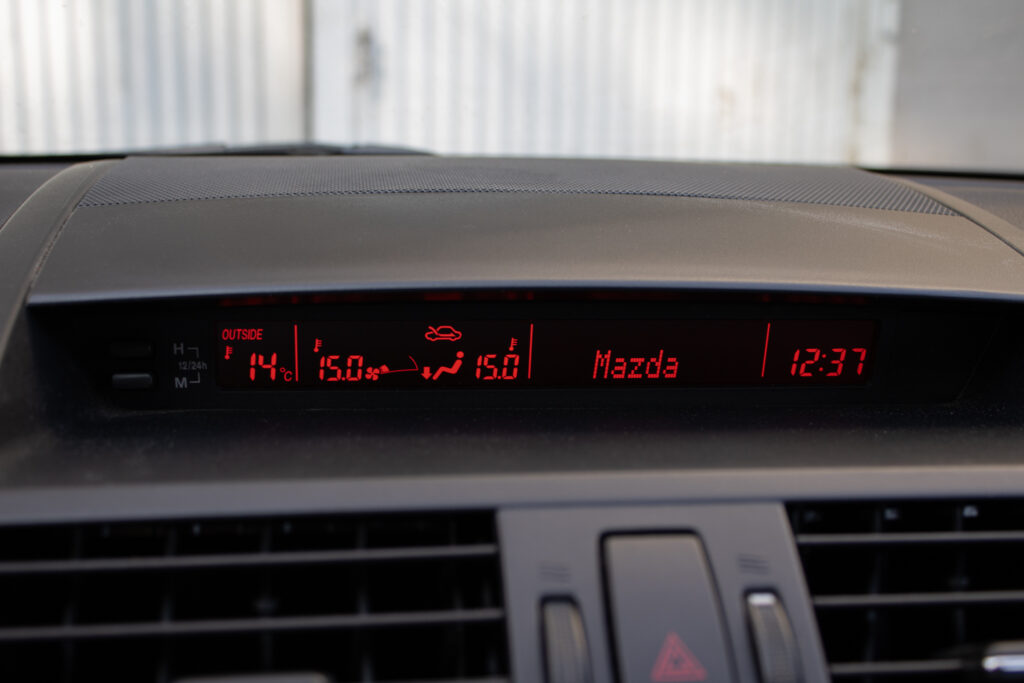 OUTSIDE
14°C
15.0
15.0
Mazda
12:37
H
12/24h
M